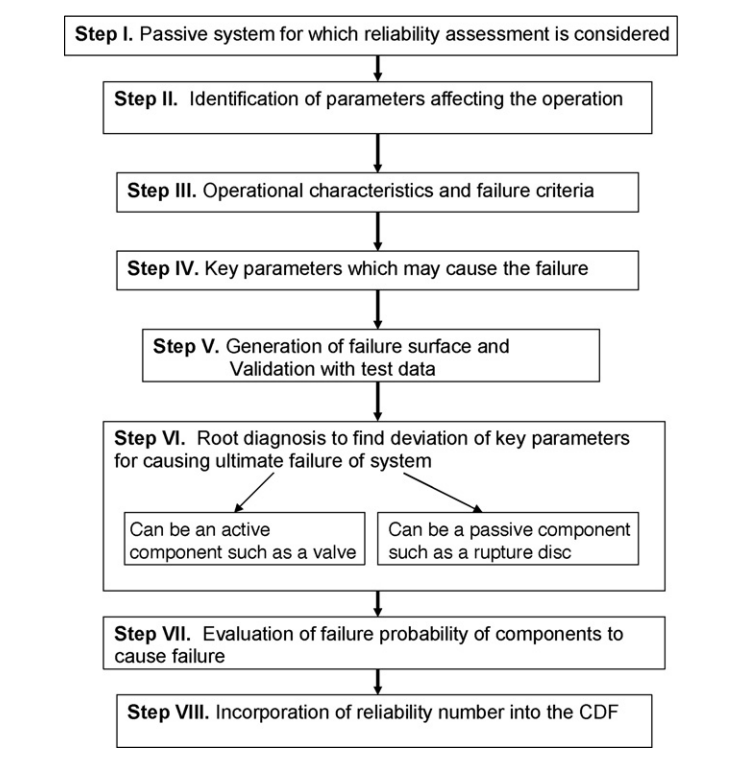 Step I. Passive system for which reliability assessment is considered
Step II. Identification of parameters affecting the operation
Step III. Operational characteristics and failure criteria
Step IV. Key parameters which may cause the failure
Step V. Generation of failure surface and
Validation with test data
Step VI. Root diagnosis to find deviation of key parameters
for causing ultimate failure of system
Can be an active
component such as a valve
Can be a passive component
such as a rupture disc
Step VII. Evaluation of failure probability of components to
cause failure
Step VIII. Incorporation of reliability number into the CDF